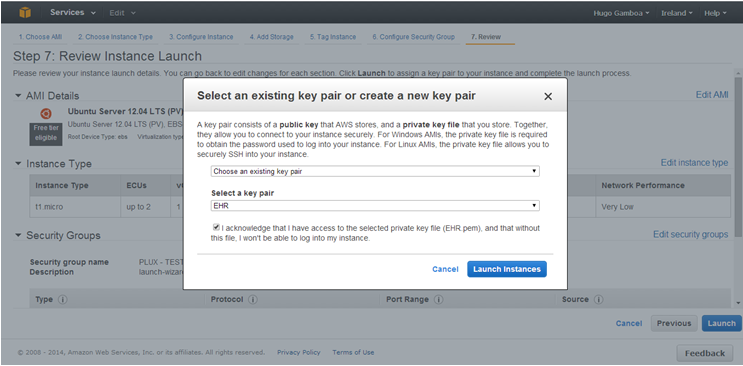 Services Edit Hugo Gamboa Ireland Help
1. Choose AMI 2. Choose Instance Type 3. Configure Instance 4. Add Storage 5. Tag Instance 6. Configure Security Group 7. Review
Step 7: Review Instance Launch
Please review your instance launch details. You can go back to edit changes for each section. Click Launch to assign a key pair to your instance and complete the launch process.
AMI Details Edit AMI
Ubuntu Server 12.04 LTS (PV)
Free tier eligible
Ubuntu Server 12.04 LTS (PV), EBS
Root Device Type: ebs Virtualization type
Select an existing key pair or create a new key pair
A key pair consists of a public key that AWS stores, and a private key file that you store. Together,
they allow you to connect to your instance securely. For Windows AMIs, the private key file is required
to obtain the password used to log into your instance. For Linux AMIs, the private key file allows you to
securely SSH into your instance.
Choose an existing key pair
Select a key pair
EHR
I acknowledge that I have access to the selected private key file (EHR.pem), and that without
this file, I won't be able to log into my instance.
Cancel Launch Instances
Instance Type Edit instance type
Instance Type ECUs Network Performance
t1.micro up to 2 1 Very Low
Security Groups Edit security groups
Security group name PLUX - TEST
Description launch-wizar
Type Protocol Port Range Source
Cancel Previous Launch
© 2008 - 2014, Amazon Web Services, Inc. or its affiliates. All rights reserved. Privacy Policy Terms of Use
Feedback